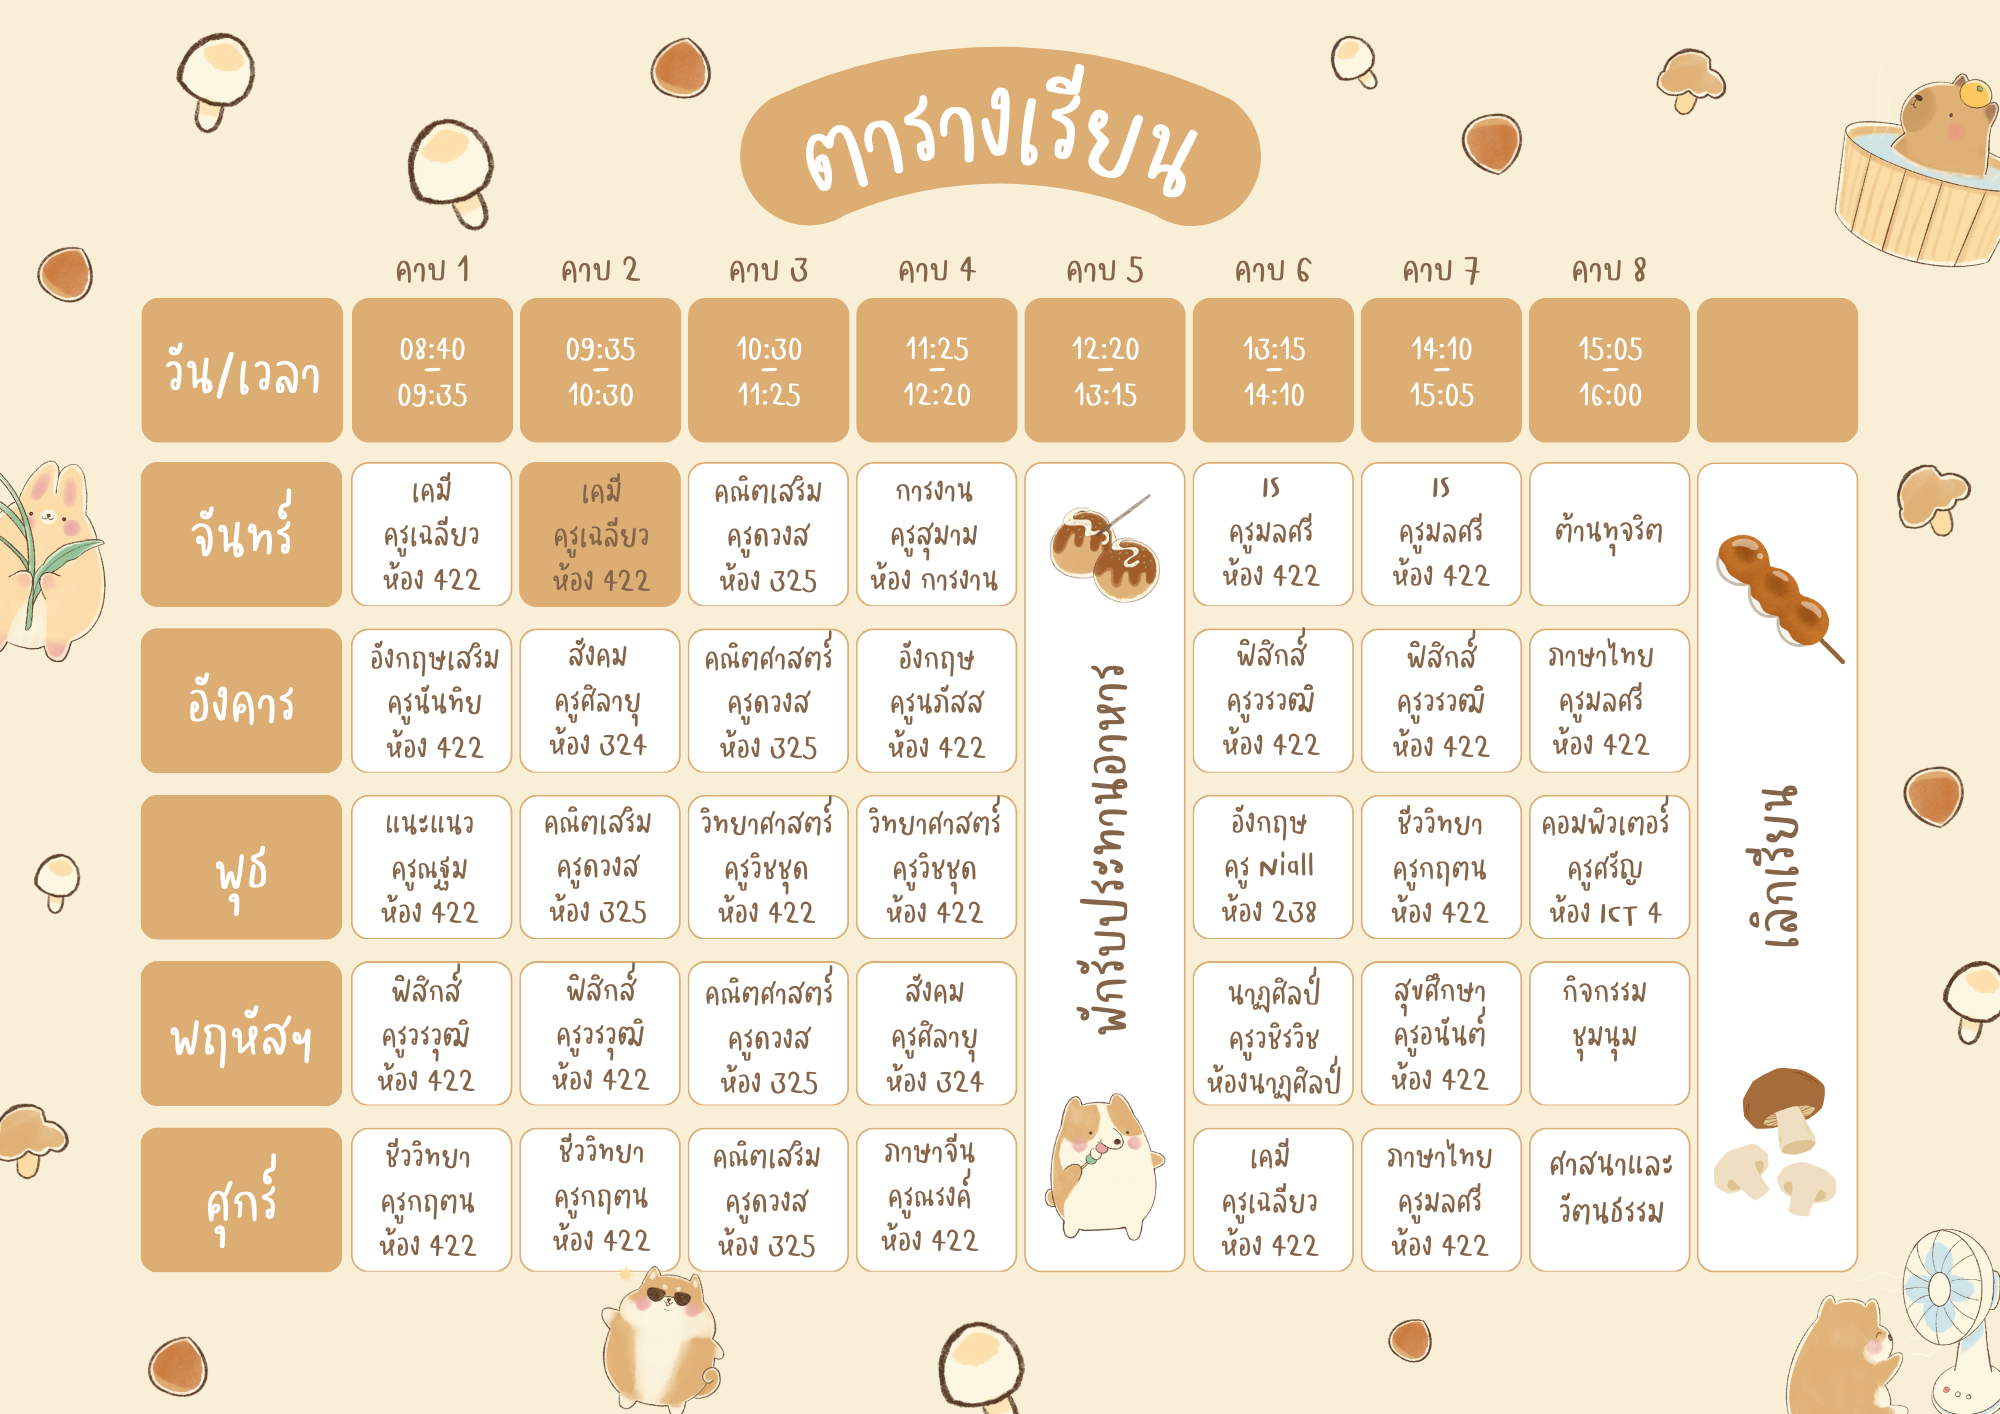 ตารางเรียน
คาบ 1
คาบ 2
คาบ 3
คาบ 4
คาบ 5
คาบ 6
คาบ 7
คาบ 8
วัน/เวลา
08:40
–
09:35
09:35
–
10:30
10:30
–
11:25
11:25
–
12:20
12:20
–
13:15
13:15
–
14:10
14:10
–
15:05
15:05
–
16:00
จันทร์
เคมี
ครูเฉลียว
ห้อง 422
เคมี
ครูเฉลียว
ห้อง 422
คณิตเสริม
ครูดวงส
ห้อง 325
การงาน
ครูสุมาม
ห้อง การงาน
พักรับประทานอาหาร
IS
ครูมลศรี
ห้อง 422
IS
ครูมลศรี
ห้อง 422
ต้านทุจริต
เลิกเรียน
อังคาร
อังกฤษเสริม
ครูนันทิย
ห้อง 422
สังคม
ครูศิลายุ
ห้อง 324
คณิตศาสตร์
ครูดวงส
ห้อง 325
อังกฤษ
ครูนภัสส
ห้อง 422
ฟิสิกส์
ครูวรวฒิ
ห้อง 422
ฟิสิกส์
ครูวรวฒิ
ห้อง 422
ภาษาไทย
ครูมลศรี
ห้อง 422
พุธ
แนะแนว
ครูณฐม
ห้อง 422
คณิตเสริม
ครูดวงส
ห้อง 325
วิทยาศาสตร์
ครูวิชชุด
ห้อง 422
วิทยาศาสตร์
ครูวิชชุด
ห้อง 422
อังกฤษ
ครู Niall
ห้อง 238
ชีววิทยา
ครูกฤตน
ห้อง 422
คอมพิวเตอร์
ครูศรัญ
ห้อง ICT 4
พฤหัสฯ
ฟิสิกส์
ครูวรวุฒิ
ห้อง 422
ฟิสิกส์
ครูวรวุฒิ
ห้อง 422
คณิตศาสตร์
ครูดวงส
ห้อง 325
สังคม
ครูศิลายุ
ห้อง 324
นาฏศิลป์
ครูวชิรวิช
ห้องนาฏศิลป์
สุขศึกษา
ครูอนันต์
ห้อง 422
กิจกรรม
ชุมนุม
ศุกร์
ชีววิทยา
ครูกฤตน
ห้อง 422
ชีววิทยา
ครูกฤตน
ห้อง 422
คณิตเสริม
ครูดวงส
ห้อง 325
ภาษาจีน
ครูณรงค์
ห้อง 422
เคมี
ครูเฉลียว
ห้อง 422
ภาษาไทย
ครูมลศรี
ห้อง 422
ศาสนาและ
วัตนธรรม